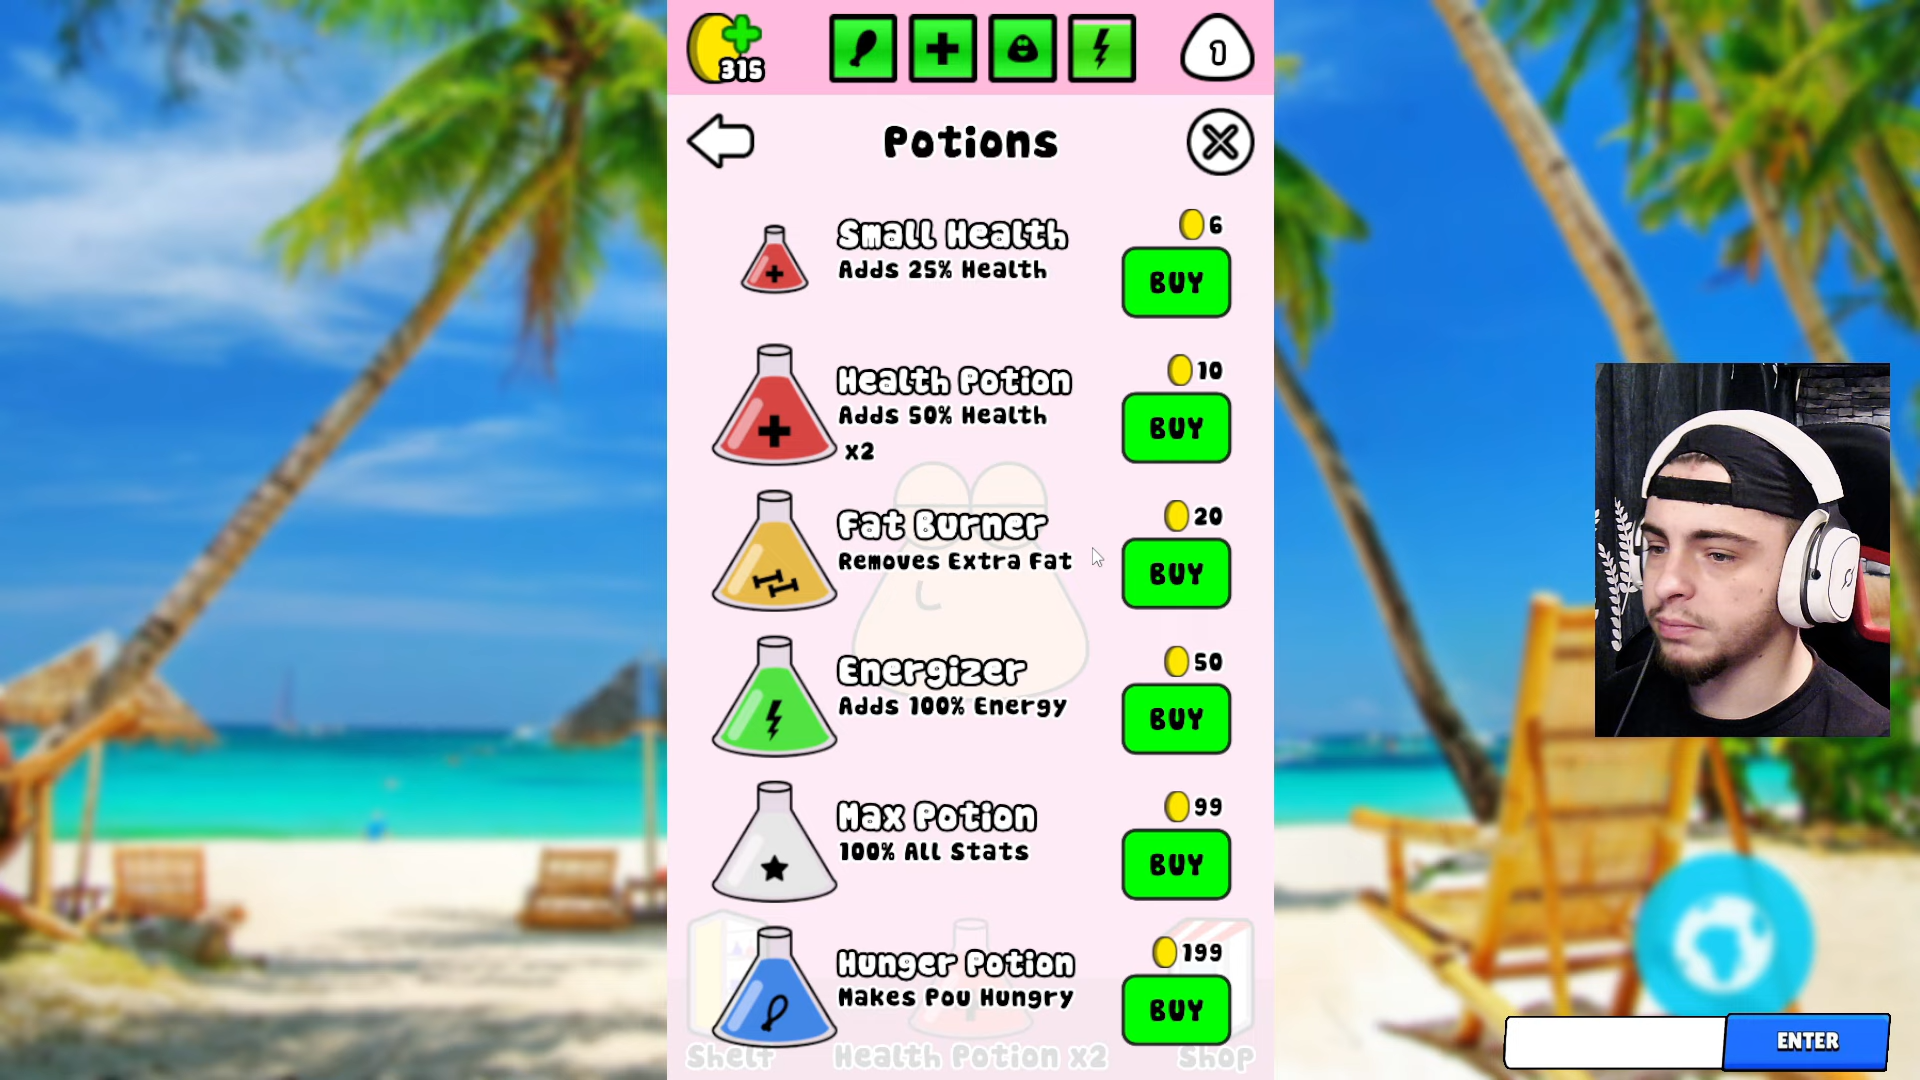 315
1
Potions
Small Health
Adds 25% Health
6
BUY
Health Potion
Adds 50% Health
x2
10
BUY
Fat Burner
Removes Extra Fat
20
BUY
Energizer
Adds 100% Energy
50
BUY
Max Potion
100% All Stats
99
BUY
Hunger Potion
Makes Pou Hungry
199
BUY
Shelf
Health Potion x2
Shop
ENTER